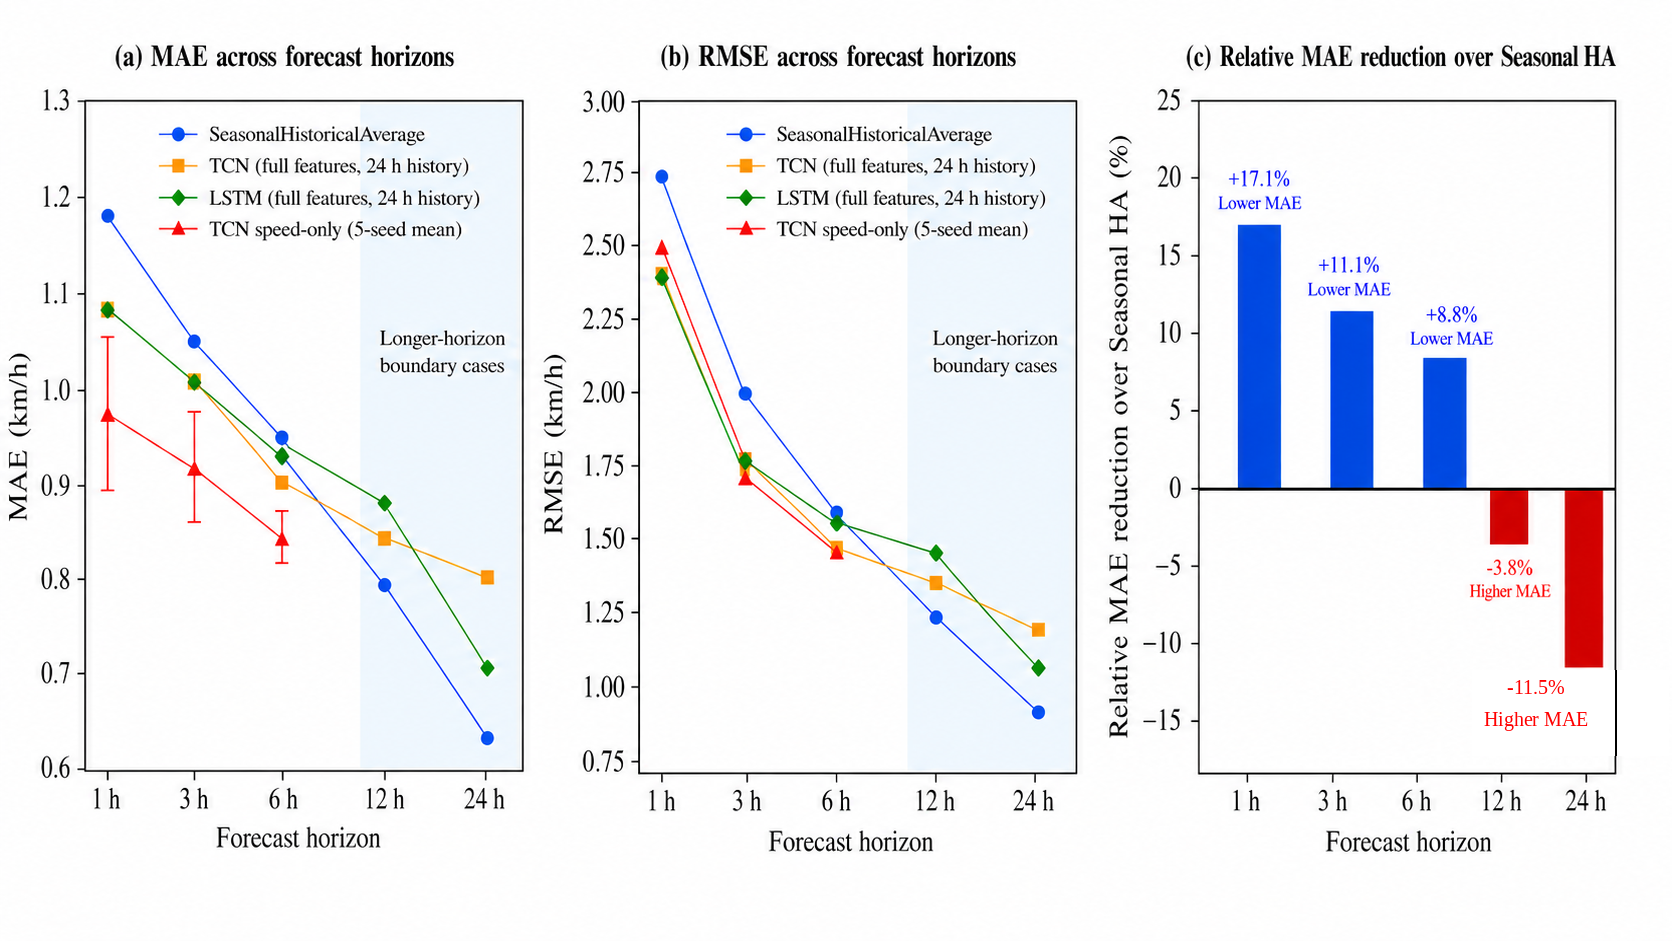 (a) MAE across forecast horizons
1.3
1.2
1.1
1.0
0.9
0.8
0.7
0.6
MAE (km/h)
SeasonalHistoricalAverage
TCN (full features, 24 h history)
LSTM (full features, 24 h history)
TCN speed-only (5-seed mean)
Longer-horizon
boundary cases
1 h 3 h 6 h 12 h 24 h
Forecast horizon
(b) RMSE across forecast horizons
3.00
2.75
2.50
2.25
2.00
1.75
1.50
1.25
1.00
0.75
RMSE (km/h)
SeasonalHistoricalAverage
TCN (full features, 24 h history)
LSTM (full features, 24 h history)
TCN speed-only (5-seed mean)
Longer-horizon
boundary cases
1 h 3 h 6 h 12 h 24 h
Forecast horizon
(c) Relative MAE reduction over Seasonal HA
25
20
15
10
5
0
−5
−10
−15
Relative MAE reduction over Seasonal HA (%)
+17.1%
Lower MAE
+11.1%
Lower MAE
+8.8%
Lower MAE
-3.8%
Higher MAE
-11.5%
Higher MAE
1 h 3 h 6 h 12 h 24 h
Forecast horizon